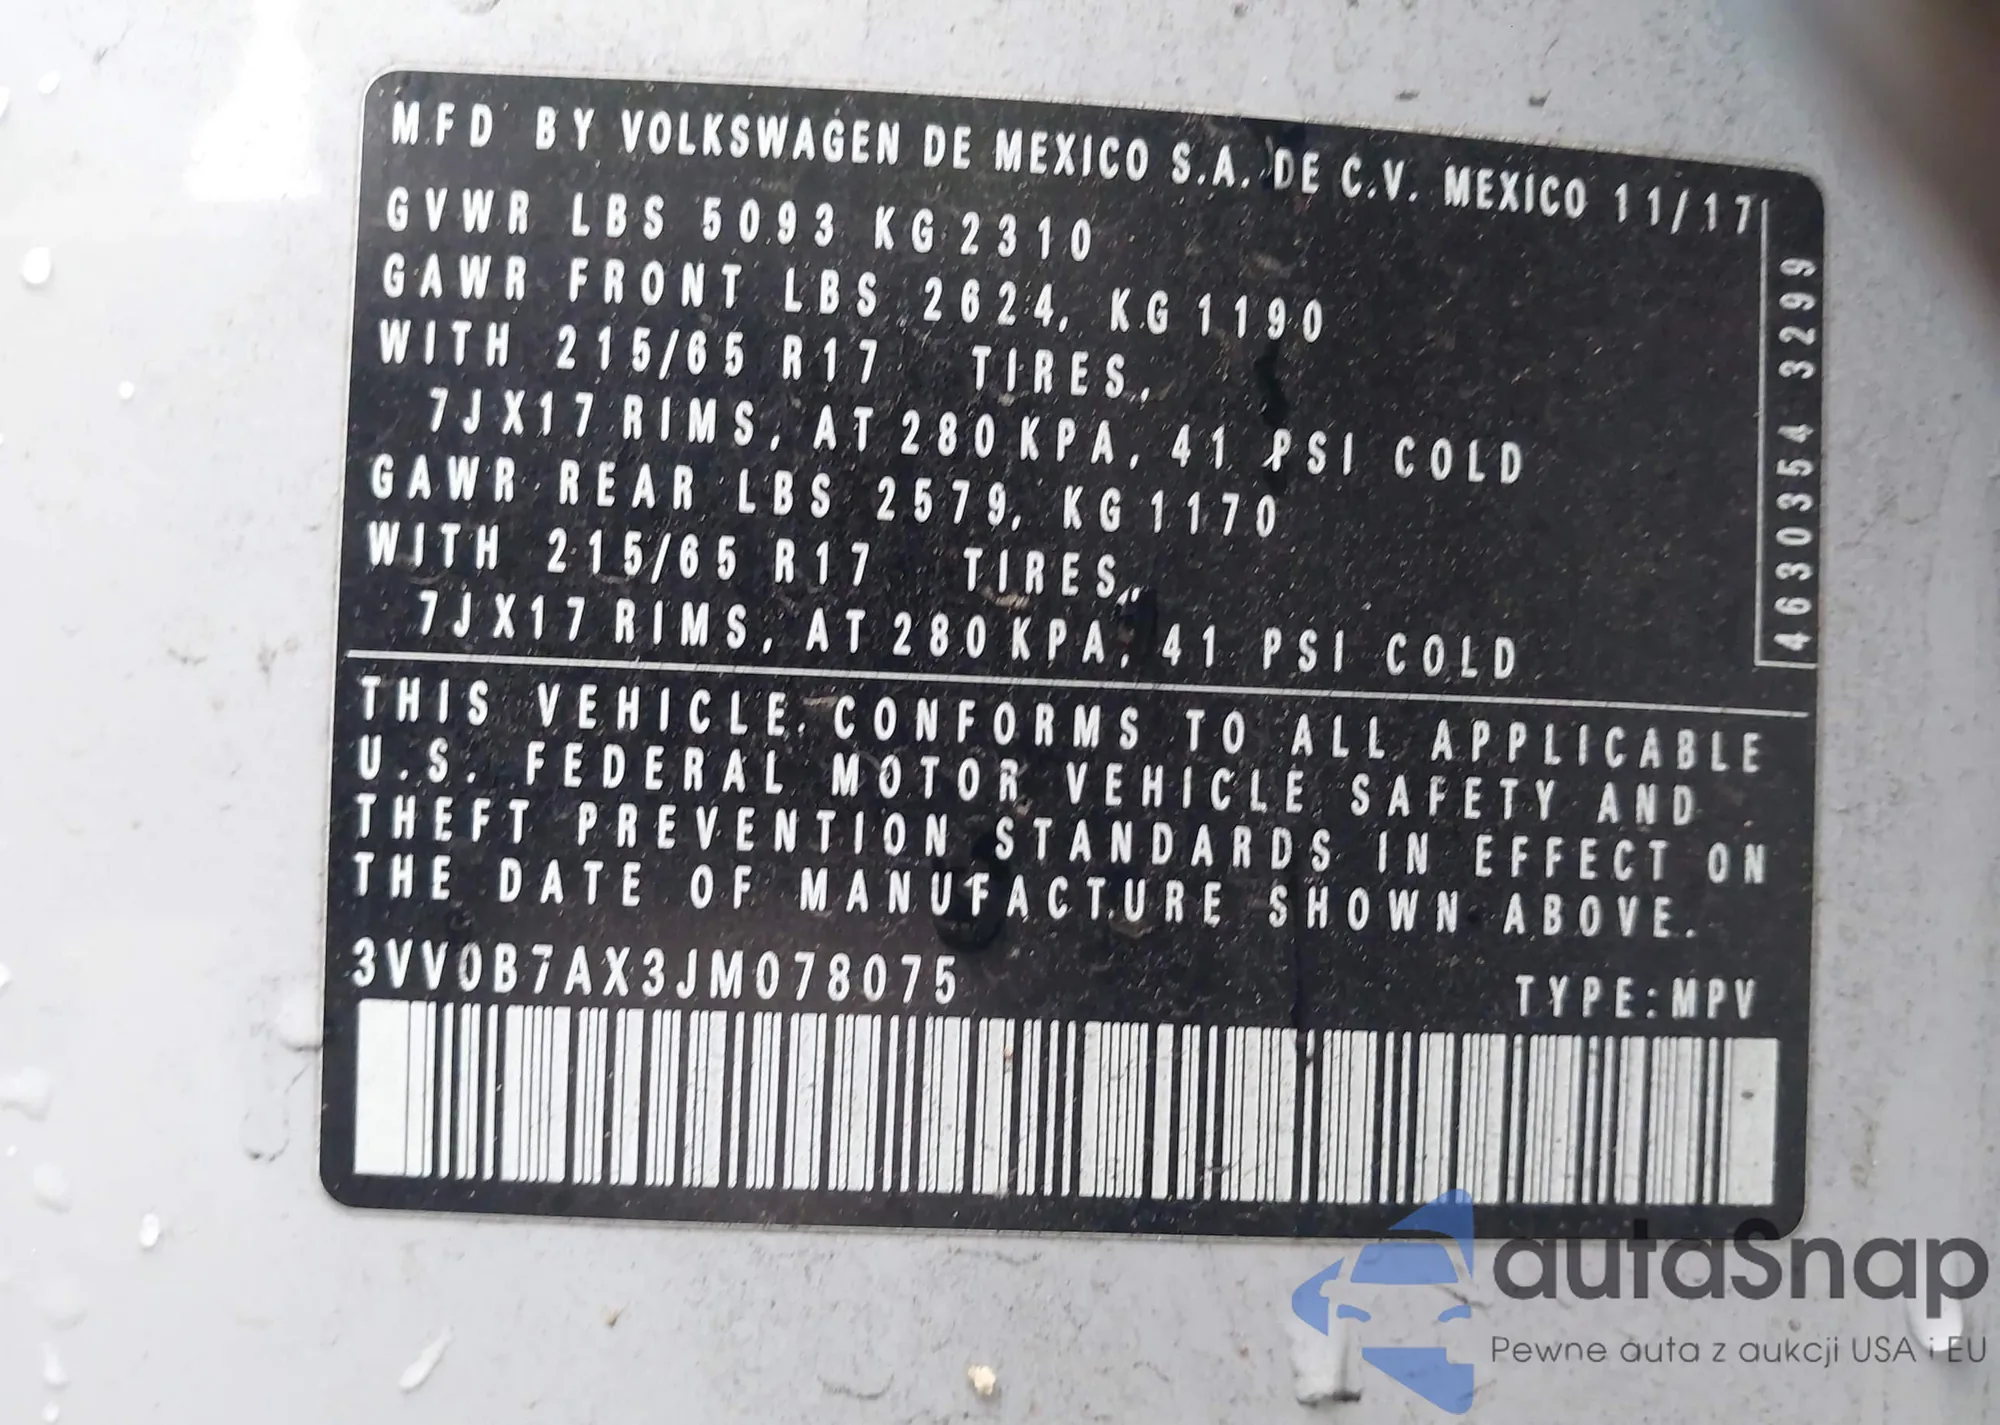 MFD BY VOLKSWAGEN DE MEXICO S.A. DE C.V. MEXICO 11/17
GVWR LBS 5093 KG 2310
GAWR FRONT LBS 2624, KG 1190
WITH 215/65 R17 TIRES,
7JX17 RIMS, AT 280 KPA, 41 PSI COLD
GAWR REAR LBS 2579, KG 1170
WITH 215/65 R17 TIRES,
7JX17 RIMS, AT 280 KPA, 41 PSI COLD
4630354 3299
THIS VEHICLE CONFORMS TO ALL APPLICABLE
U.S. FEDERAL MOTOR VEHICLE SAFETY AND
THEFT PREVENTION STANDARDS IN EFFECT ON
THE DATE OF MANUFACTURE SHOWN ABOVE.
3VV0B7AX3JM078075 TYPE:MPV
autaSnap
Pewne auta z aukcji USA i EU